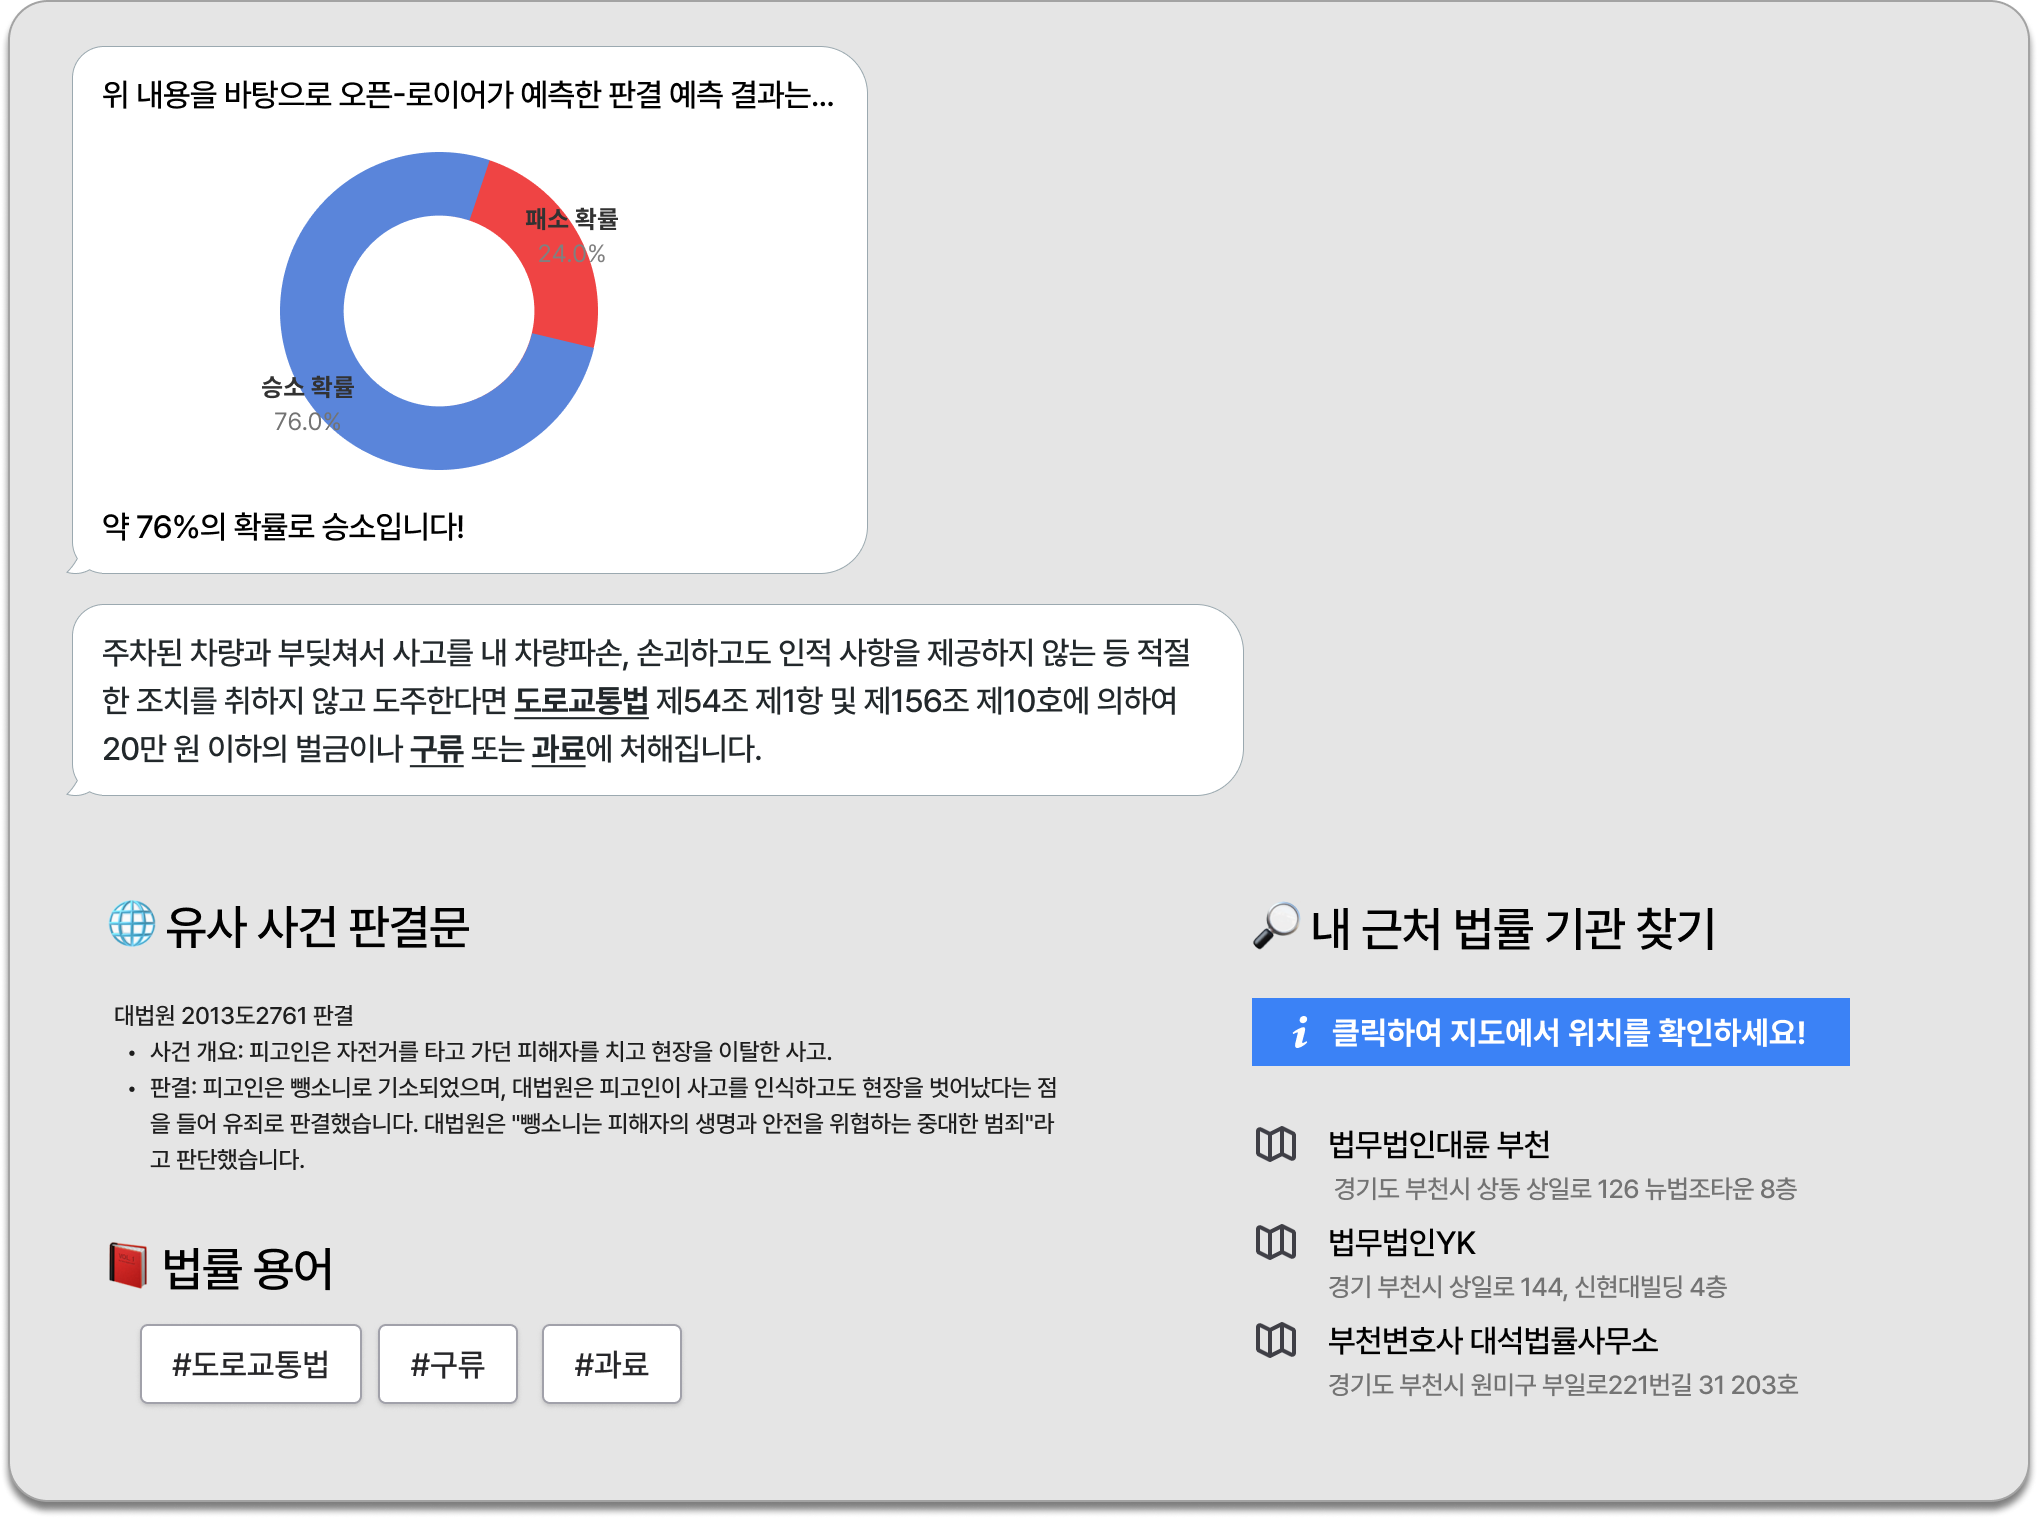 위 내용을 바탕으로 오픈-로이어가 예측한 판결 예측 결과는...
패소 확률
24.0%
승소 확률
76.0%
약 76%의 확률로 승소입니다!
주차된 차량과 부딪쳐서 사고를 내 차량파손, 손괴하고도 인적 사항을 제공하지 않는 등 적절
한 조치를 취하지 않고 도주한다면 도로교통법 제54조 제1항 및 제156조 제10호에 의하여
20만 원 이하의 벌금이나 구류 또는 과료에 처해집니다.
유사 사건 판결문
대법원 2013도2761 판결
• 사건 개요: 피고인은 자전거를 타고 가던 피해자를 치고 현장을 이탈한 사고.
• 판결: 피고인은 뺑소니로 기소되었으며, 대법원은 피고인이 사고를 인식하고도 현장을 벗어났다는 점
을 들어 유죄로 판결했습니다. 대법원은 "뺑소니는 피해자의 생명과 안전을 위협하는 중대한 범죄"라
고 판단했습니다.
법률 용어
#도로교통법 #구류 #과료
내 근처 법률 기관 찾기
i 클릭하여 지도에서 위치를 확인하세요!
법무법인대륜 부천
경기도 부천시 상동 상일로 126 뉴법조타운 8층
법무법인YK
경기 부천시 상일로 144, 신현대빌딩 4층
부천변호사 대석법률사무소
경기도 부천시 원미구 부일로221번길 31 203호